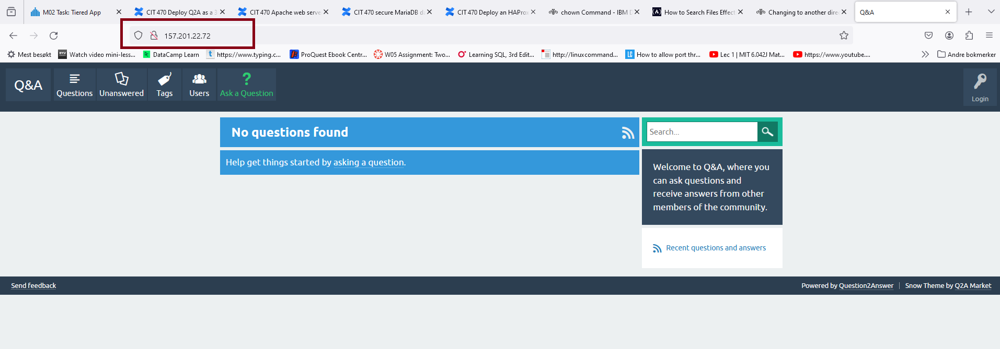 M02 Task: Tiered App
CIT 470 Deploy Q2A as a 3
CIT 470 Apache web serve
CIT 470 secure MariaDB d
CIT 470 Deploy an HAProx
chown Command - IBM D
How to Search Files Effect
Changing to another dire
Q&A
157.201.22.72
Mest besøkt
Watch video mini-less...
DataCamp Learn
https://www.typing.c...
ProQuest Ebook Centr...
W05 Assignment: Two...
Learning SQL, 3rd Edit...
http://linuxcommand...
How to allow port thr...
Lec 1 | MIT 6.042J Mat...
https://www.youtube....
Andre bokmerker
Q&A
Questions
Unanswered
Tags
Users
Ask a Question
Login
No questions found
Help get things started by asking a question.
Search...
Welcome to Q&A, where you
can ask questions and
receive answers from other
members of the community.
Recent questions and answers
Send feedback
Powered by Question2Answer | Snow Theme by Q2A Market